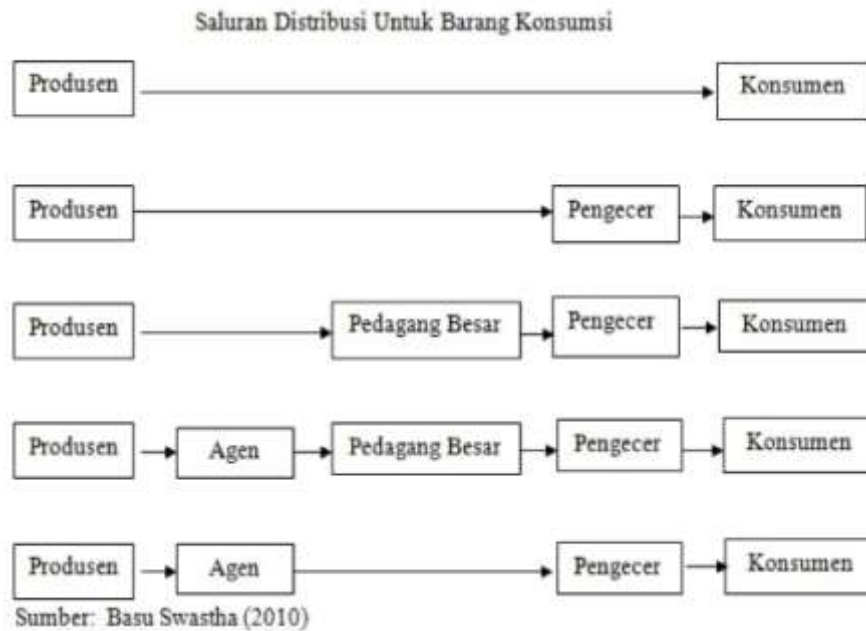 Saluran Distribusi Untuk Barang Konsumsi
Produsen Konsumen
Produsen Pengecer Konsumen
Produsen Pedagang Besar Pengecer Konsumen
Produsen Agen Pedagang Besar Pengecer Konsumen
Produsen Agen Pengecer Konsumen
Sumber: Basu Swastha (2010)